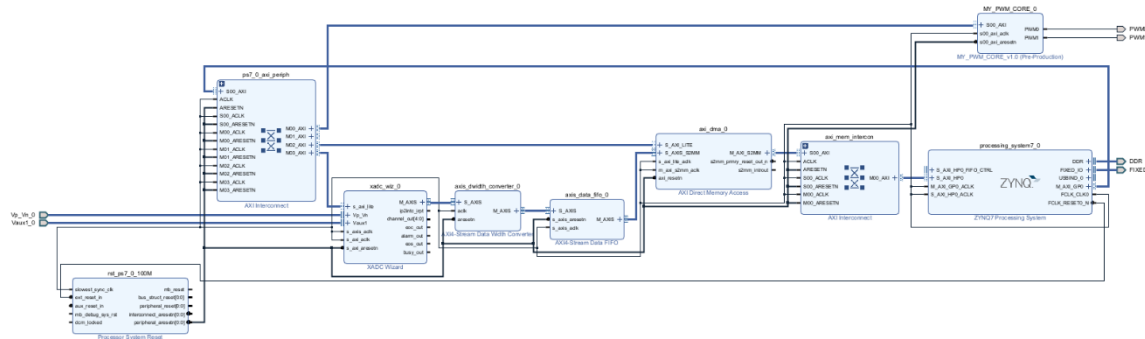 MY_PWM_CORE_0
S00_AXI
s00_axi_aclk
s00_axi_aresetn
PWM0
PWM1
MY_PWM_CORE_v1.0 (Pre-Production)
ps7_0_axi_periph
S00_AXI
ACLK
ARESETN
S00_ACLK
S00_ARESETN
M00_ACLK
M00_ARESETN
M01_ACLK
M01_ARESETN
M02_ACLK
M02_ARESETN
M03_ACLK
M03_ARESETN
M00_AXI
M01_AXI
M02_AXI
M03_AXI
AXI Interconnect
Vp_Vn_0
Vaux1_0
xadc_wiz_0
s_axi_lite
Vp_Vn
Vaux1
s_axis_aclk
s_axi_aclk
s_axi_aresetn
M_AXIS
ip2intc_irpt
channel_out[4:0]
eoc_out
alarm_out
eos_out
busy_out
XADC Wizard
axis_dwidth_converter_0
S_AXIS
aclk
aresetn
M_AXIS
AXI4-Stream Data Width Converter
axis_data_fifo_0
S_AXIS
s_axis_aresetn
s_axis_aclk
M_AXIS
AXI4-Stream Data FIFO
axi_dma_0
S_AXI_LITE
S_AXIS_S2MM
s_axi_lite_aclk
m_axi_s2mm_aclk
axi_resetn
M_AXI_S2MM
s2mm_prmry_reset_out_n
s2mm_introut
AXI Direct Memory Access
axi_mem_intercon
S00_AXI
ACLK
ARESETN
S00_ACLK
S00_ARESETN
M00_ACLK
M00_ARESETN
M00_AXI
AXI Interconnect
processing_system7_0
S_AXI_HP0_FIFO_CTRL
S_AXI_HP0
M_AXI_GP0_ACLK
S_AXI_HP0_ACLK
ZYNQ
DDR
FIXED_IO
USBIND_0
M_AXI_GP0
FCLK_CLK0
FCLK_RESET0_N
ZYNQ7 Processing System
DDR
rst_ps7_0_100M
slowest_sync_clk
ext_reset_in
aux_reset_in
mb_debug_sys_rst
dcm_locked
mb_reset
bus_struct_reset[0:0]
peripheral_reset[0:0]
interconnect_aresetn[0:0]
peripheral_aresetn[0:0]
Processor System Reset